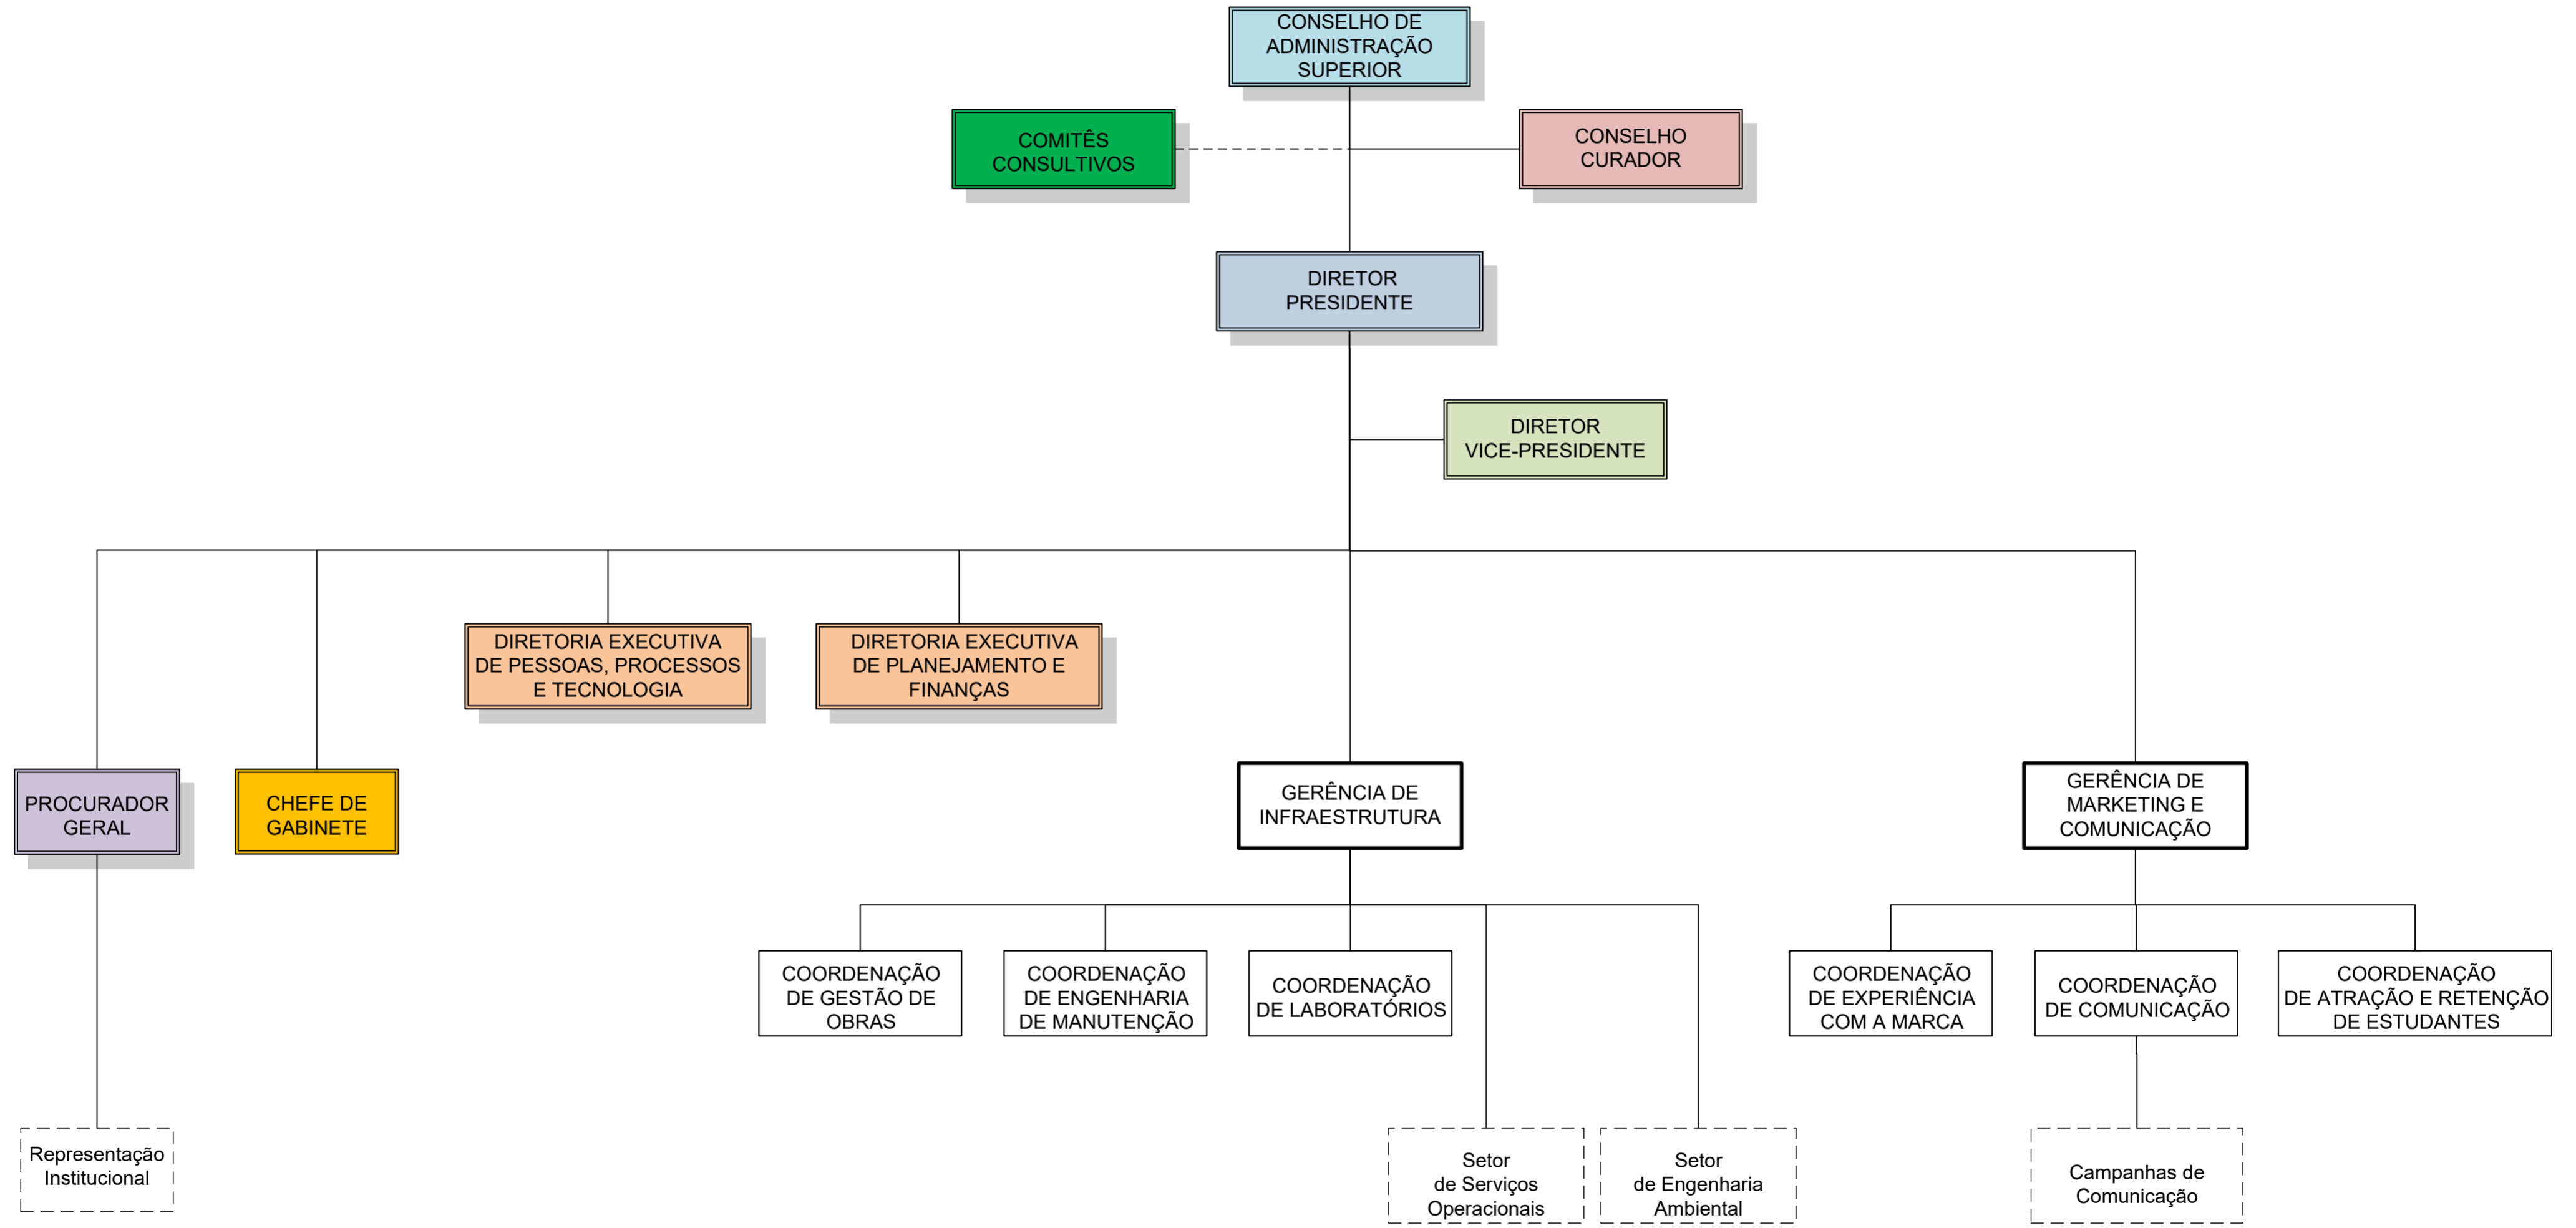 CONSELHO DE
ADMINISTRAÇÃO
SUPERIOR
COMITÊS
CONSULTIVOS
CONSELHO
CURADOR
DIRETOR
PRESIDENTE
DIRETOR
VICE-PRESIDENTE
DIRETORIA EXECUTIVA
DE PESSOAS, PROCESSOS
E TECNOLOGIA
DIRETORIA EXECUTIVA
DE PLANEJAMENTO E
FINANÇAS
PROCURADOR
GERAL
CHEFE DE
GABINETE
GERÊNCIA DE
INFRAESTRUTURA
GERÊNCIA DE
MARKETING E
COMUNICAÇÃO
COORDENAÇÃO
DE GESTÃO DE
OBRAS
COORDENAÇÃO
DE ENGENHARIA
DE MANUTENÇÃO
COORDENAÇÃO
DE LABORATÓRIOS
COORDENAÇÃO
DE EXPERIÊNCIA
COM A MARCA
COORDENAÇÃO
DE COMUNICAÇÃO
COORDENAÇÃO
DE ATRAÇÃO E RETENÇÃO
DE ESTUDANTES
Representação
Institucional
Setor
de Serviços
Operacionais
Setor
de Engenharia
Ambiental
Campanhas de
Comunicação